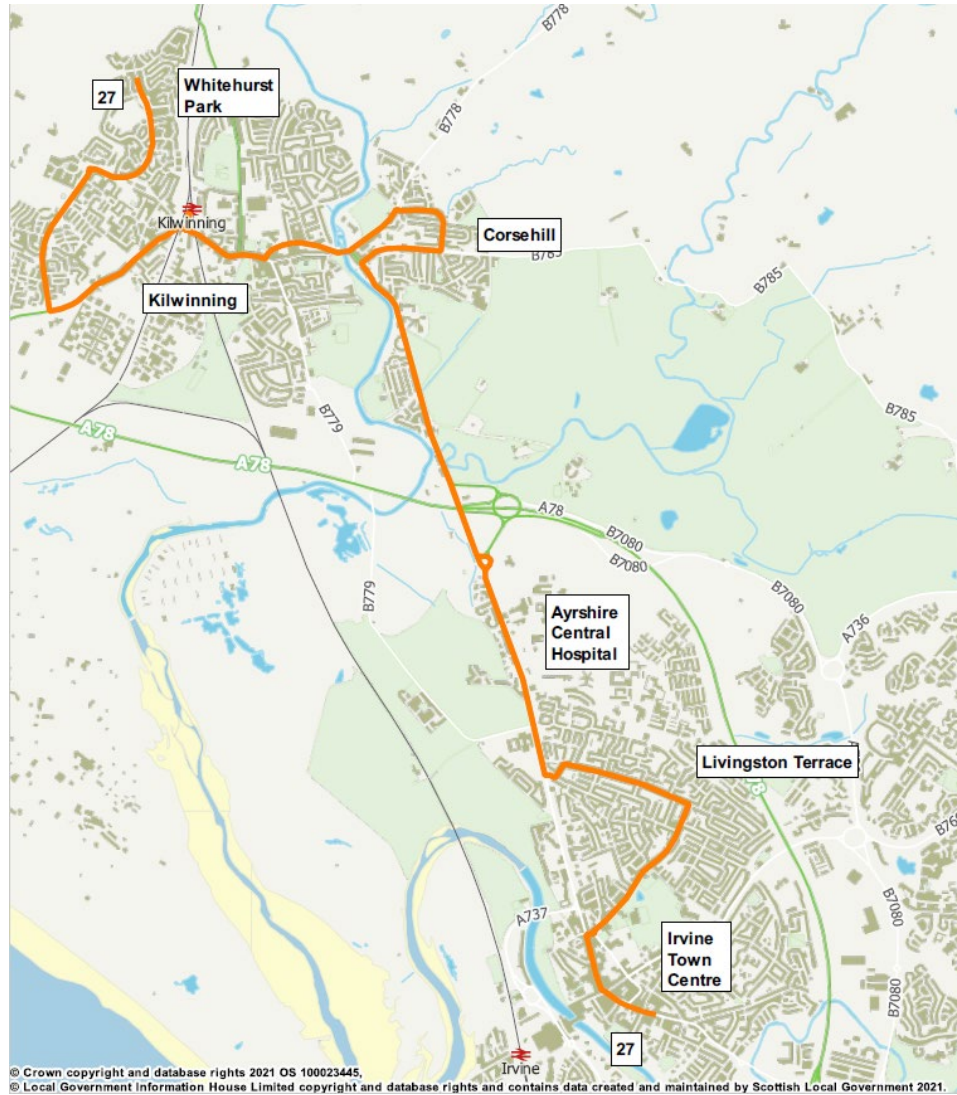 B778
27
Whitehurst
Park
B778
Kilwinning
Corsehill
B785
B785
Kilwinning
B785
B779
A78
A78
A78
B7080
B7080
B7080
B779
A736
Ayrshire
Central
Hospital
Livingston Terrace
A737
B7080
Irvine
Town
Centre
B7080
27
Irvine
© Crown copyright and database rights 2021 OS 100023445,
© Local Government Information House Limited copyright and database rights and contains data created and maintained by Scottish Local Government 2021.